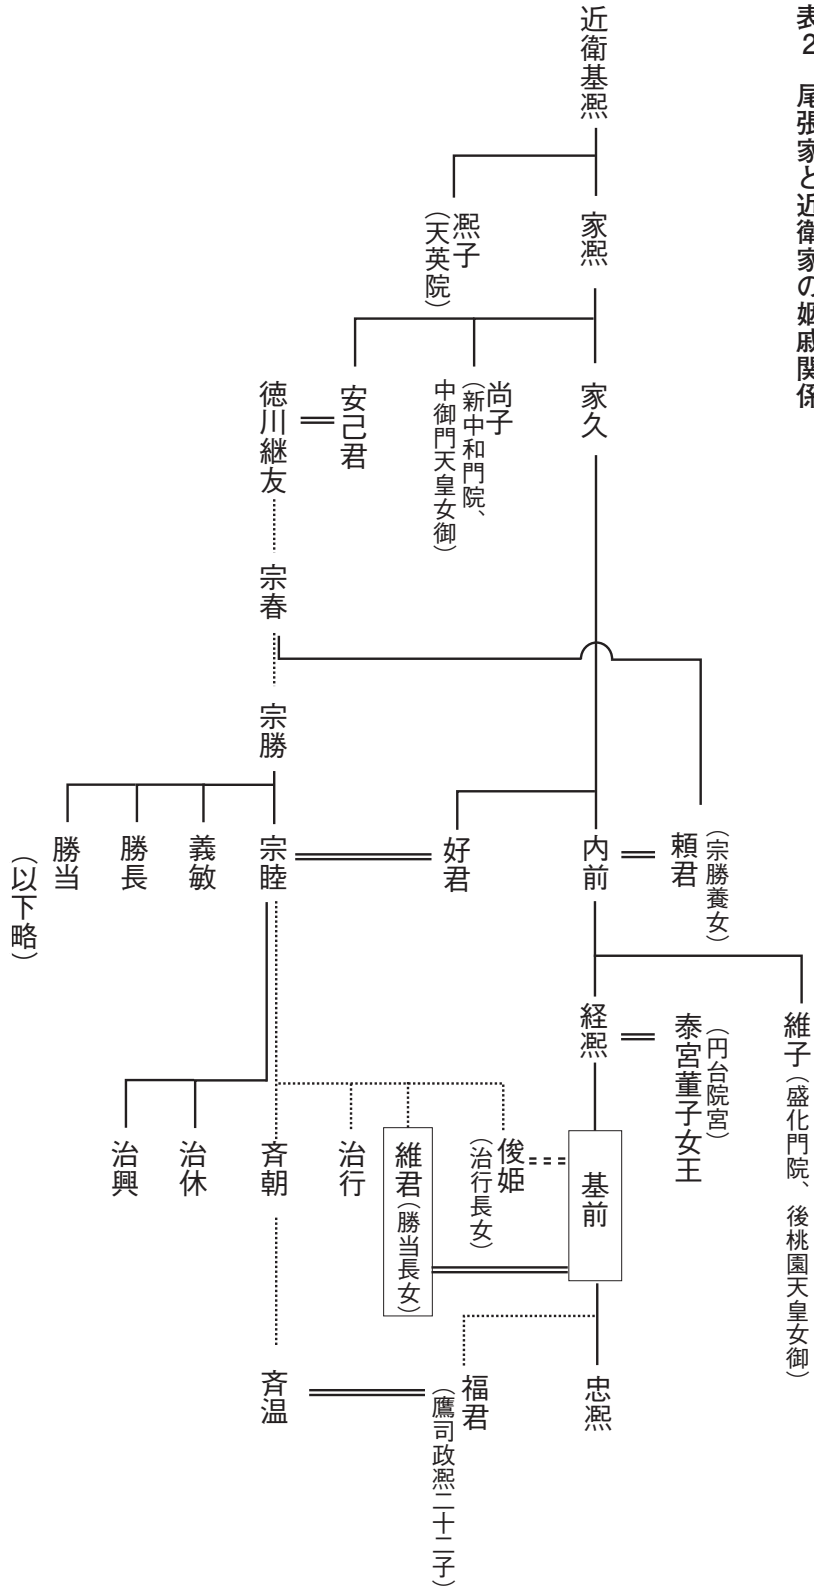 表2　尾張家と近衛家の姻戚関係
近衛基凞
家凞
凞子
（天英院）
家久
尚子
（新中和門院、
中御門天皇女御）
安己君
徳川継友
宗春
宗勝
頼君
（宗勝養女）
内前
好君
宗睦
義敏
勝長
勝当
（以下略）
維子（盛化門院、後桃園天皇女御）
泰宮董子女王
（円台院宮）
経凞
基前
俊姫
（治行長女）
維君（勝当長女）
治行
斉朝
治休
治興
忠凞
福君
（鷹司政凞二十二子）
斉温